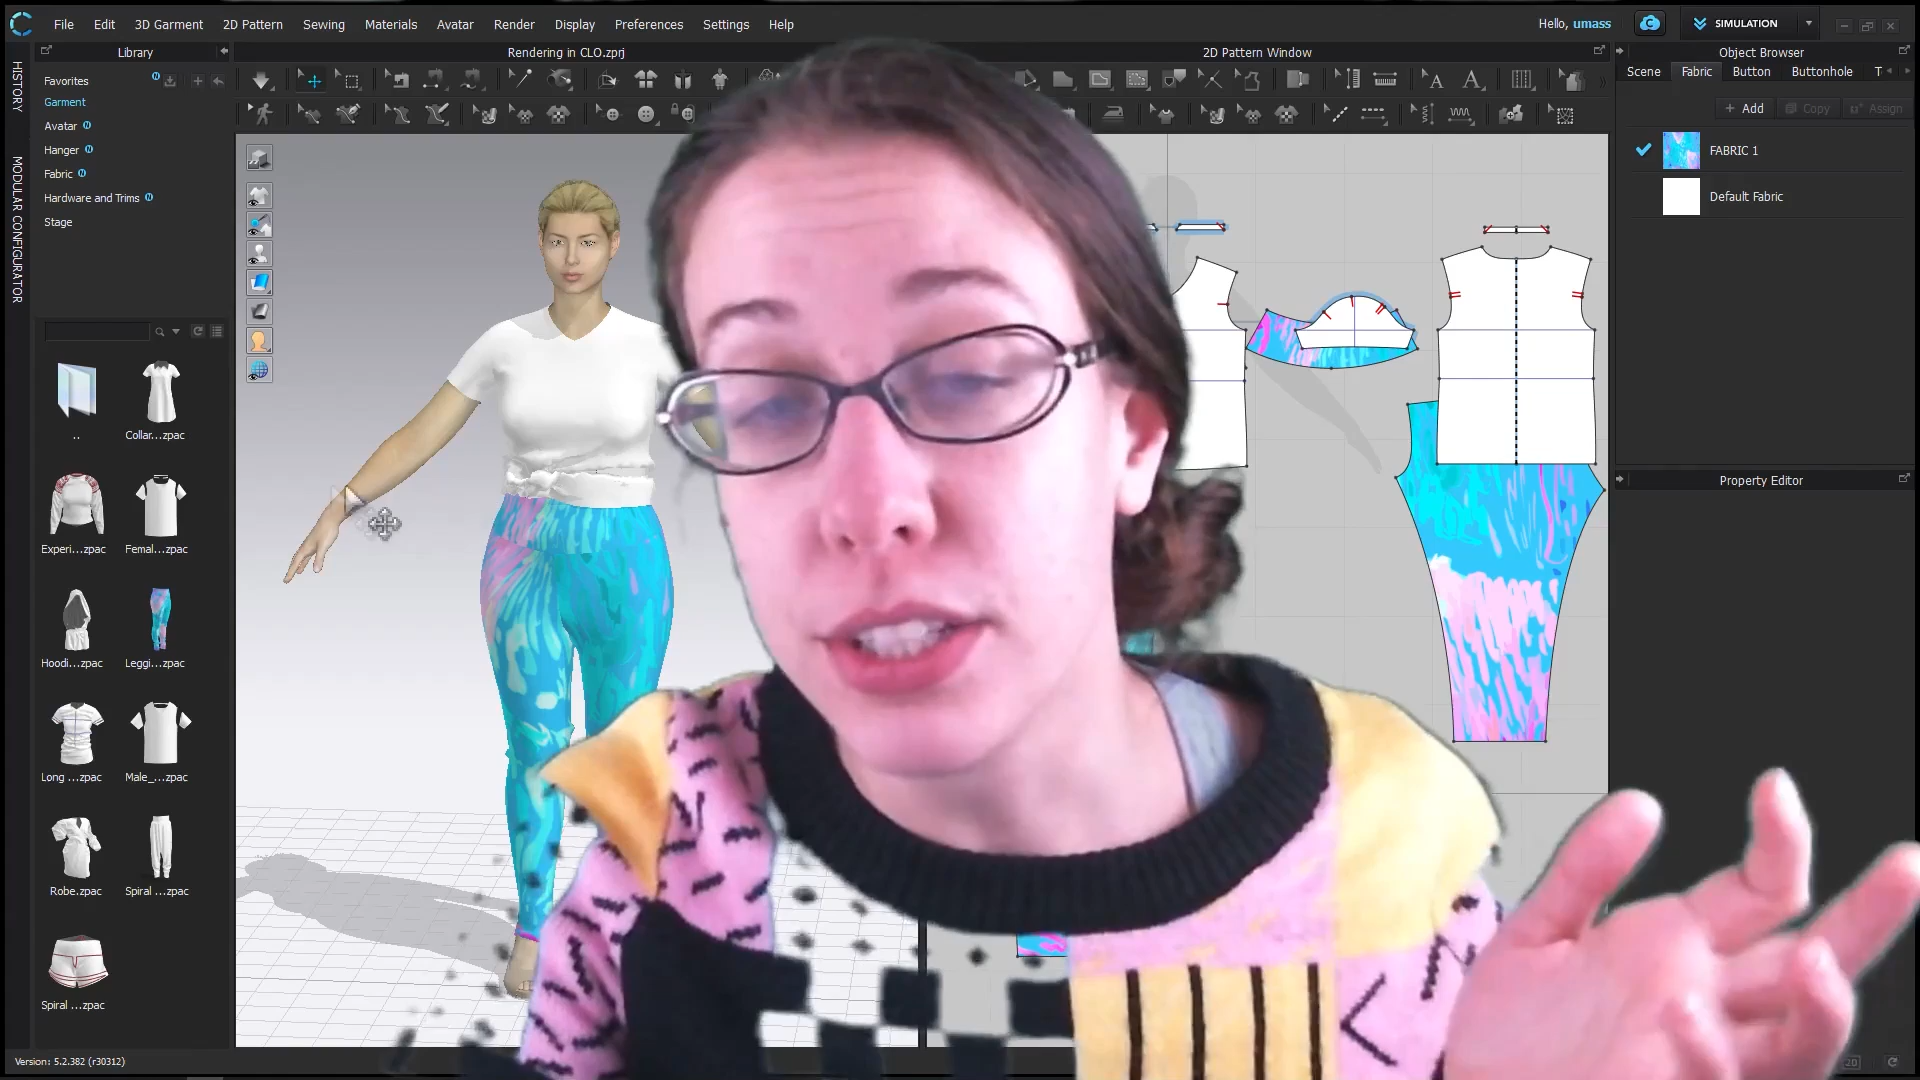 File Edit 3D Garment 2D Pattern Sewing Materials Avatar Render Display Preferences Settings Help
Hello, umass SIMULATION
Library
Rendering in CLO.zprj
2D Pattern Window
Object Browser
HISTORY
MODULAR CONFIGURATOR
Favorites
Garment
Avatar
Hanger
Fabric
Hardware and Trims
Stage
Scene Fabric Button Buttonhole T
+ Add Copy Assign
FABRIC 1
Default Fabric
Property Editor
..
Collar...zpac
Experi...zpac Femal...zpac
Hoodi...zpac Leggi...zpac
Long ...zpac Male_...zpac
Robe.zpac Spiral ...zpac
Spiral ...zpac
Version: 5.2.382 (r30312)
2D